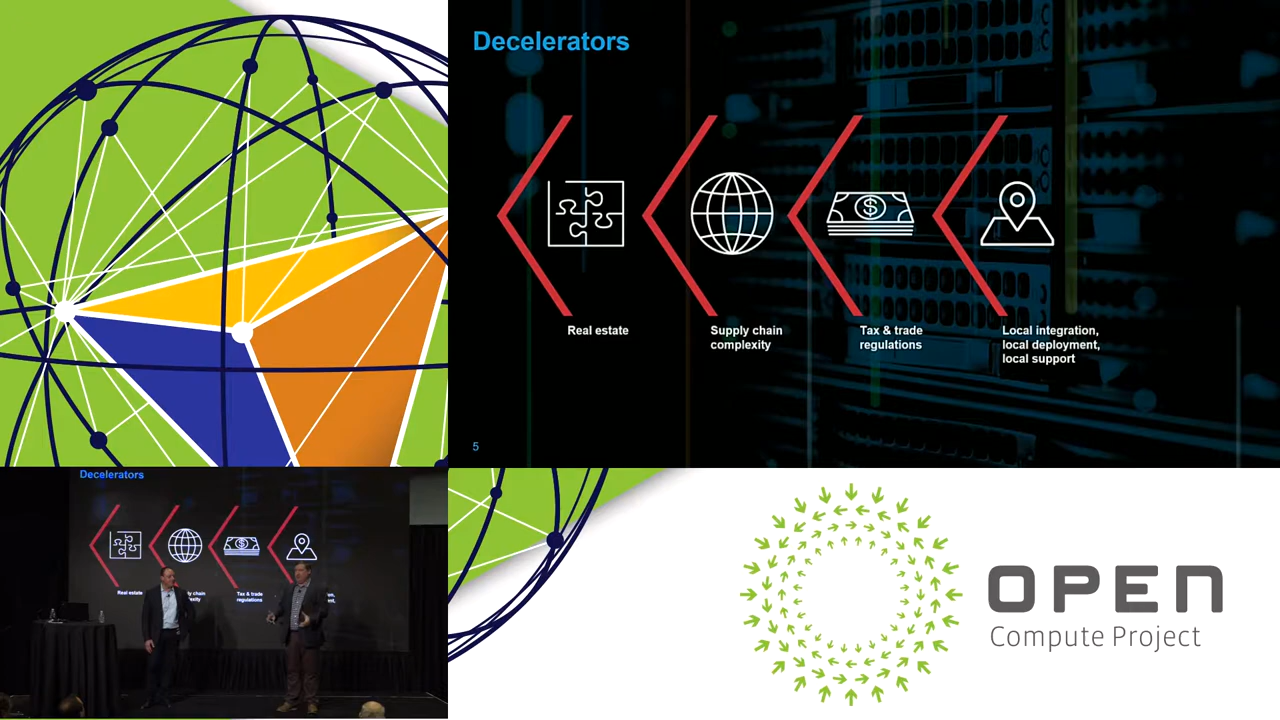 Decelerators
Real estate
Supply chain
complexity
Tax & trade
regulations
Local integration,
local deployment,
local support
5
Decelerators
Real estate
chain
Tax & trade
regulations
OPEN
Compute Project